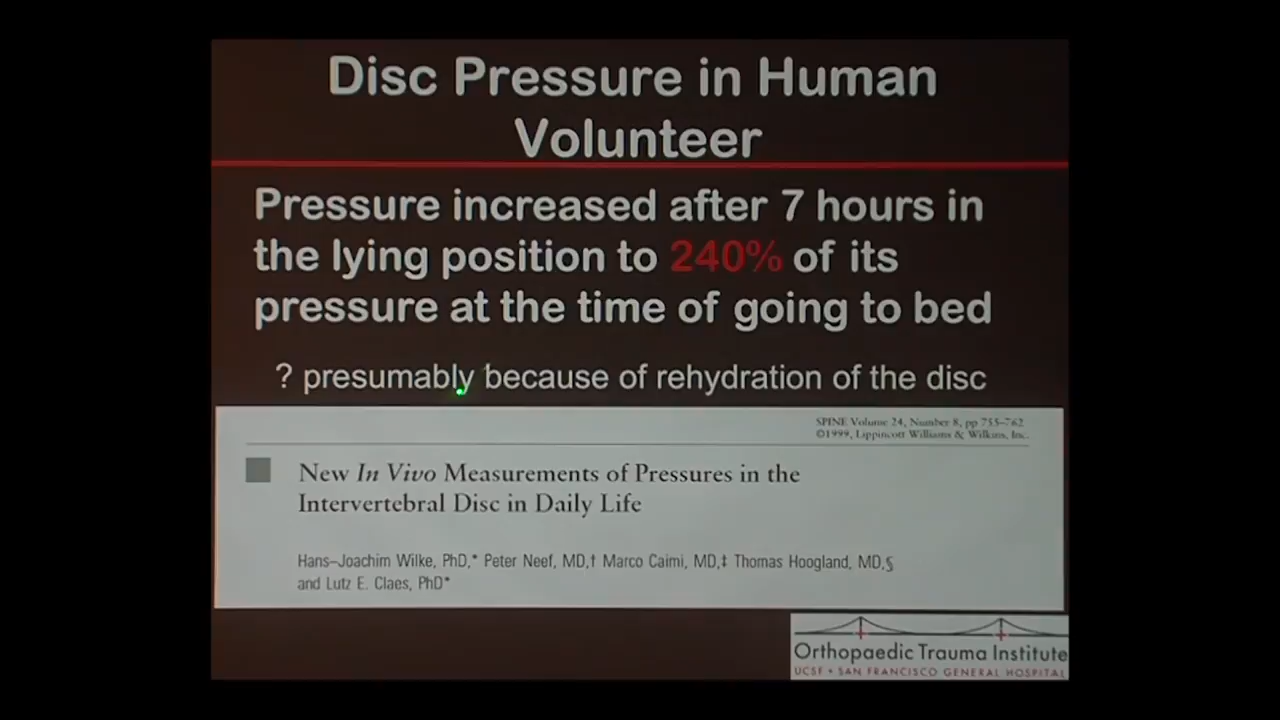 Disc Pressure in Human
Volunteer
Pressure increased after 7 hours in
the lying position to 240% of its
pressure at the time of going to bed
? presumably because of rehydration of the disc
SPINE Volume 24, Number 8, pp 755–762
©1999, Lippincott Williams & Wilkins, Inc.
New In Vivo Measurements of Pressures in the
Intervertebral Disc in Daily Life
Hans–Joachim Wilke, PhD,* Peter Neef, MD,† Marco Caimi, MD,‡ Thomas Hoogland, MD,§
and Lutz E. Claes, PhD*
Orthopaedic Trauma Institute
UCSF • SAN FRANCISCO GENERAL HOSPITAL